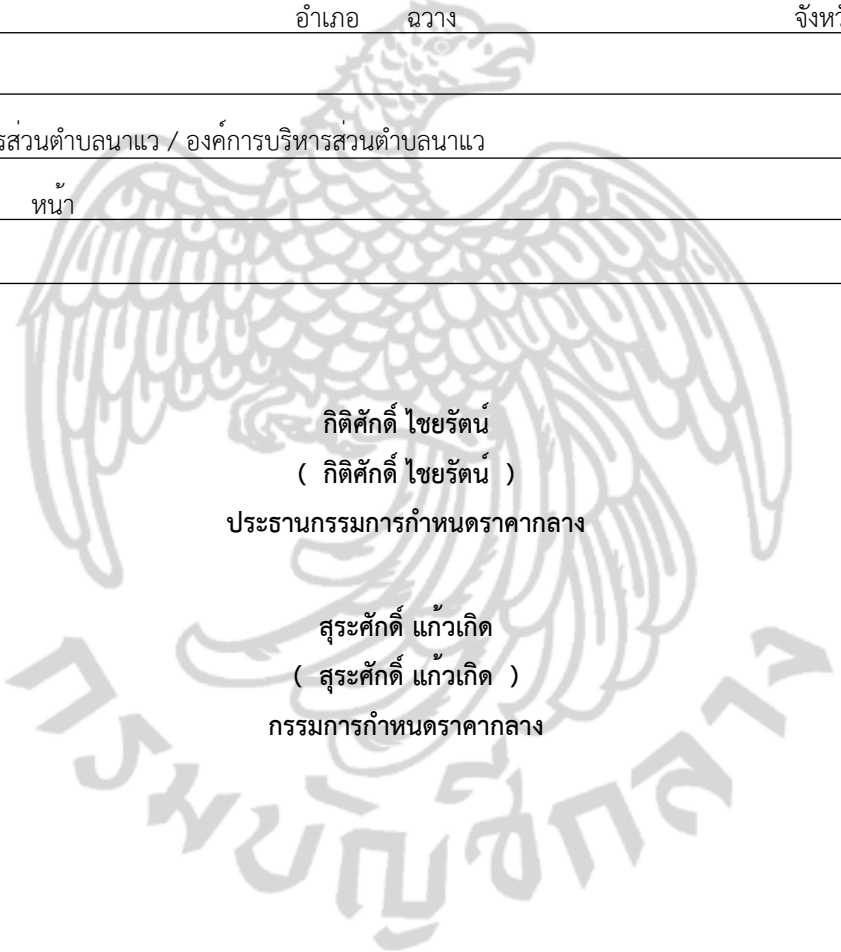 อำเภอ ฉวาง จังหวั
รส่วนตำบลนาแว / องค์การบริหารส่วนตำบลนาแว
หน้า
กิติศักดิ์ ไชยรัตน์
( กิติศักดิ์ ไชยรัตน์ )
ประธานกรรมการกำหนดราคากลาง
สุระศักดิ์ แก้วเกิด
( สุระศักดิ์ แก้วเกิด )
กรรมการกำหนดราคากลาง
กรมบัญชีกลาง